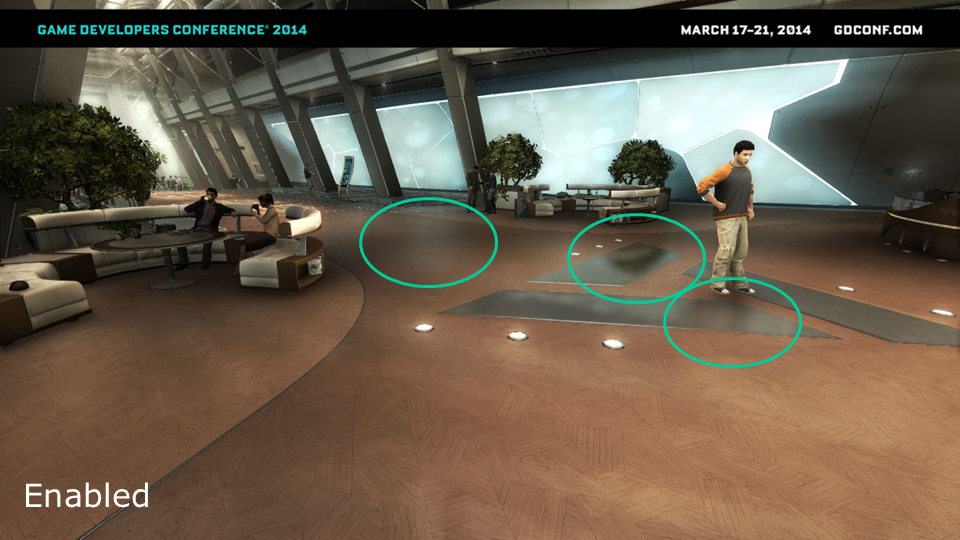 GAME DEVELOPERS CONFERENCE® 2014
MARCH 17–21, 2014 GDCONF.COM
Enabled